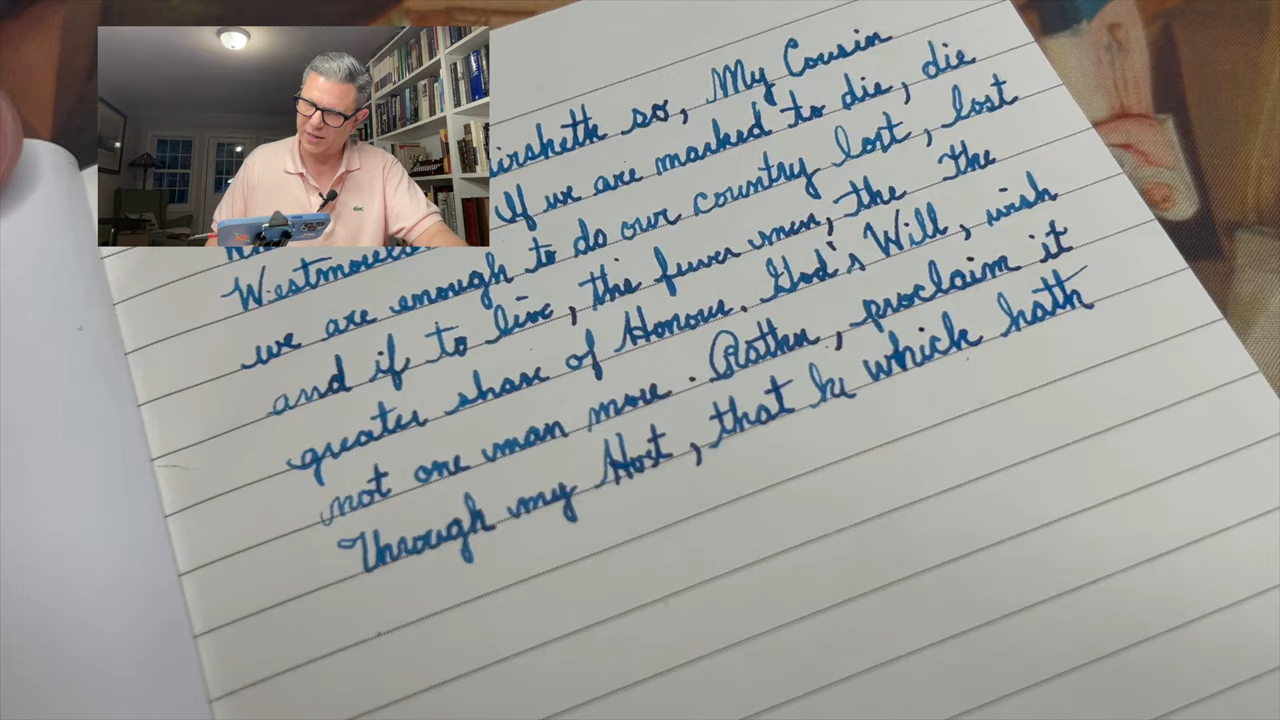 so, My Cousin
If we are marked to die, die
we are enough to do our country lost, lost
and if to live, the fewer men, the the
greater share of Honour. God's Will, wish
not one man more. Rather, proclaim it
Through my Host, that he which hath